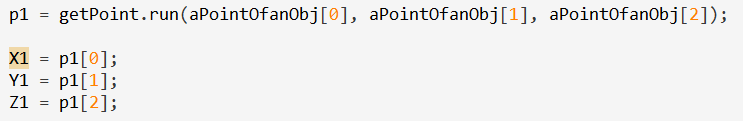 p1 = getPoint.run(aPointOfanObj[0], aPointOfanObj[1], aPointOfanObj[2]);
X1 = p1[0];
Y1 = p1[1];
Z1 = p1[2];